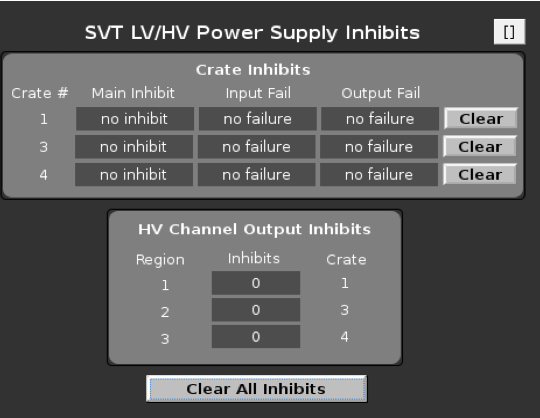 SVT LV/HV Power Supply Inhibits []
Crate Inhibits
Crate # Main Inhibit Input Fail Output Fail
1 no inhibit no failure no failure Clear
3 no inhibit no failure no failure Clear
4 no inhibit no failure no failure Clear
HV Channel Output Inhibits
Region Inhibits Crate
1 0 1
2 0 3
3 0 4
Clear All Inhibits